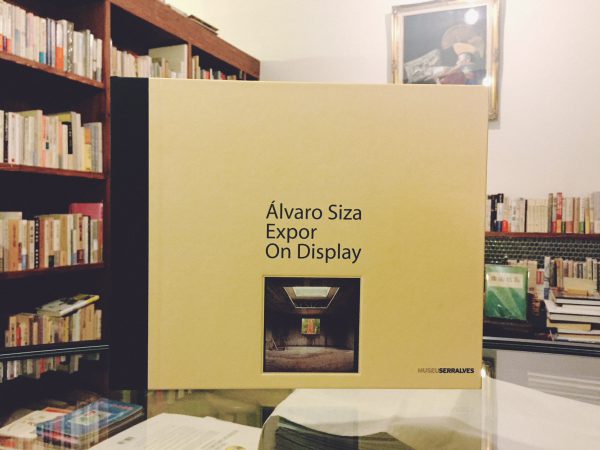 Álvaro Siza
Expor
On Display
MUSEUSERRALVES